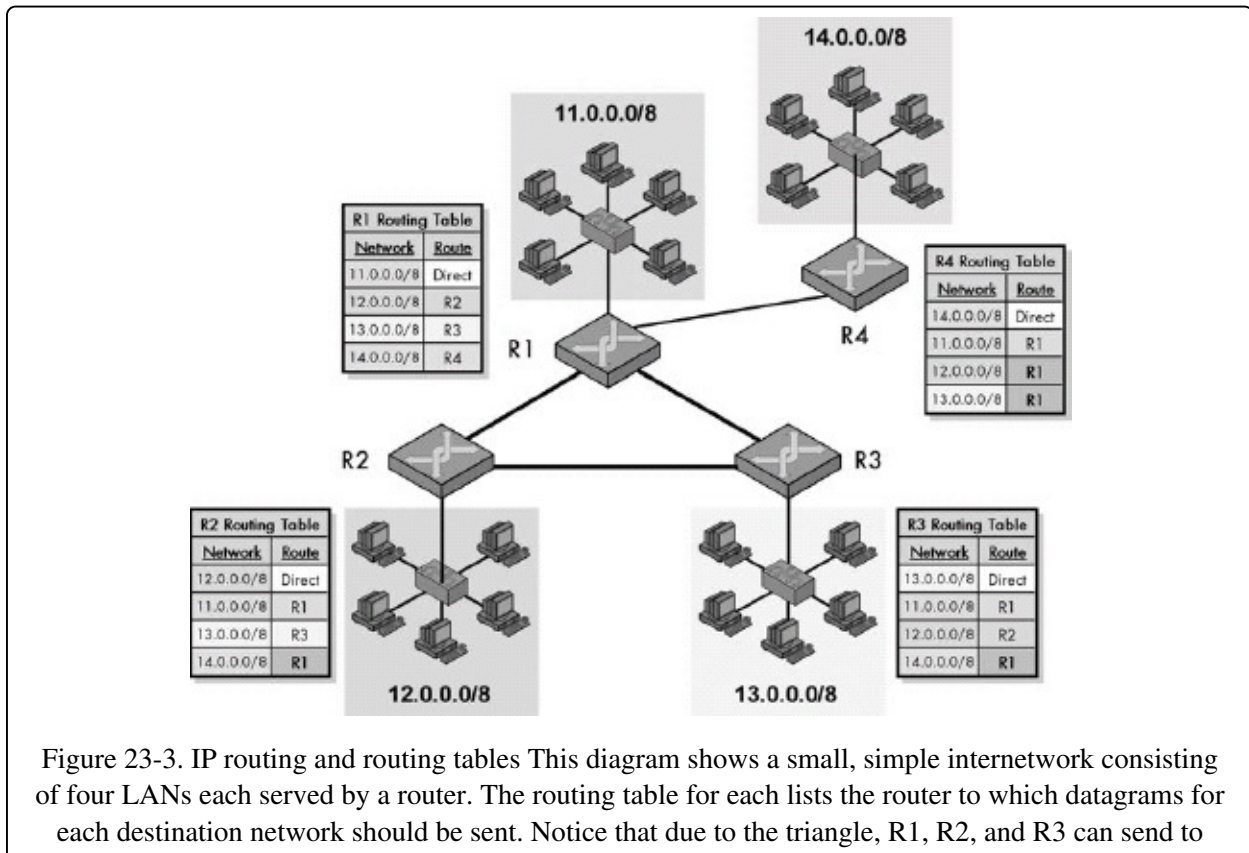 14.0.0.0/8
11.0.0.0/8
R1 Routing Table
Network Route
11.0.0.0/8 Direct
12.0.0.0/8 R2
13.0.0.0/8 R3
14.0.0.0/8 R4
R4 Routing Table
Network Route
14.0.0.0/8 Direct
11.0.0.0/8 R1
12.0.0.0/8 R1
13.0.0.0/8 R1
R1
R4
R2
R3
R2 Routing Table
Network Route
12.0.0.0/8 Direct
11.0.0.0/8 R1
13.0.0.0/8 R3
14.0.0.0/8 R1
R3 Routing Table
Network Route
13.0.0.0/8 Direct
11.0.0.0/8 R1
12.0.0.0/8 R2
14.0.0.0/8 R1
12.0.0.0/8
13.0.0.0/8
Figure 23-3. IP routing and routing tables This diagram shows a small, simple internetwork consisting
of four LANs each served by a router. The routing table for each lists the router to which datagrams for
each destination network should be sent. Notice that due to the triangle, R1, R2, and R3 can send to